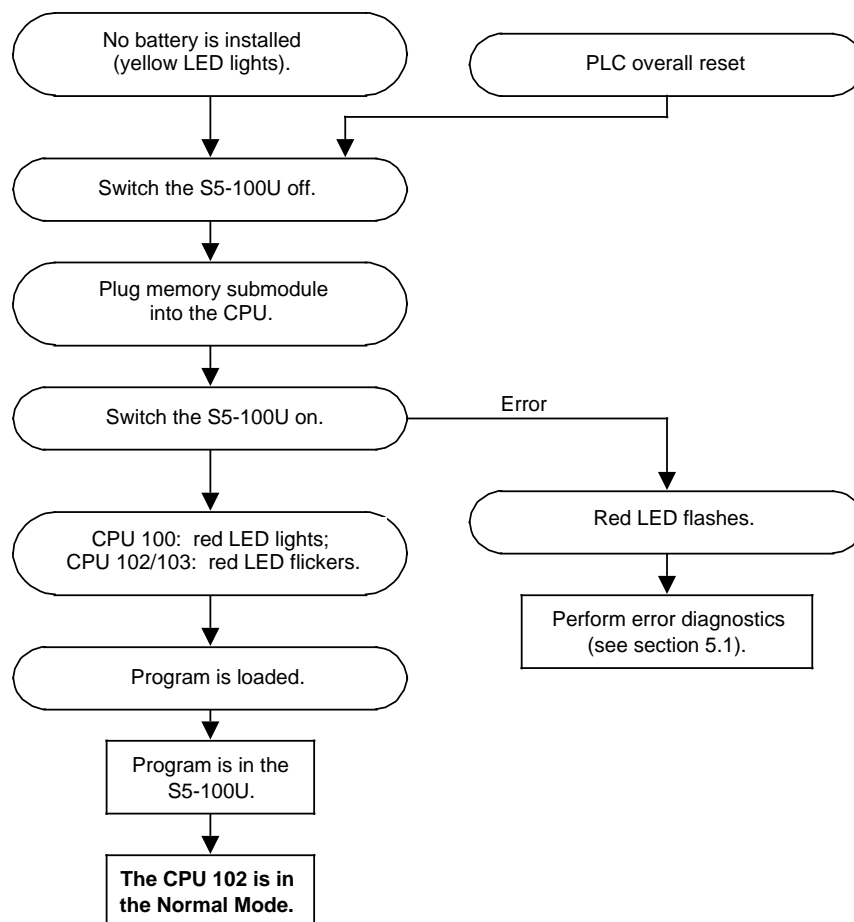 No battery is installed
(yellow LED lights).
PLC overall reset
Switch the S5-100U off.
Plug memory submodule
into the CPU.
Switch the S5-100U on.
Error
CPU 100: red LED lights;
CPU 102/103: red LED flickers.
Red LED flashes.
Perform error diagnostics
(see section 5.1).
Program is loaded.
Program is in the
S5-100U.
The CPU 102 is in
the Normal Mode.